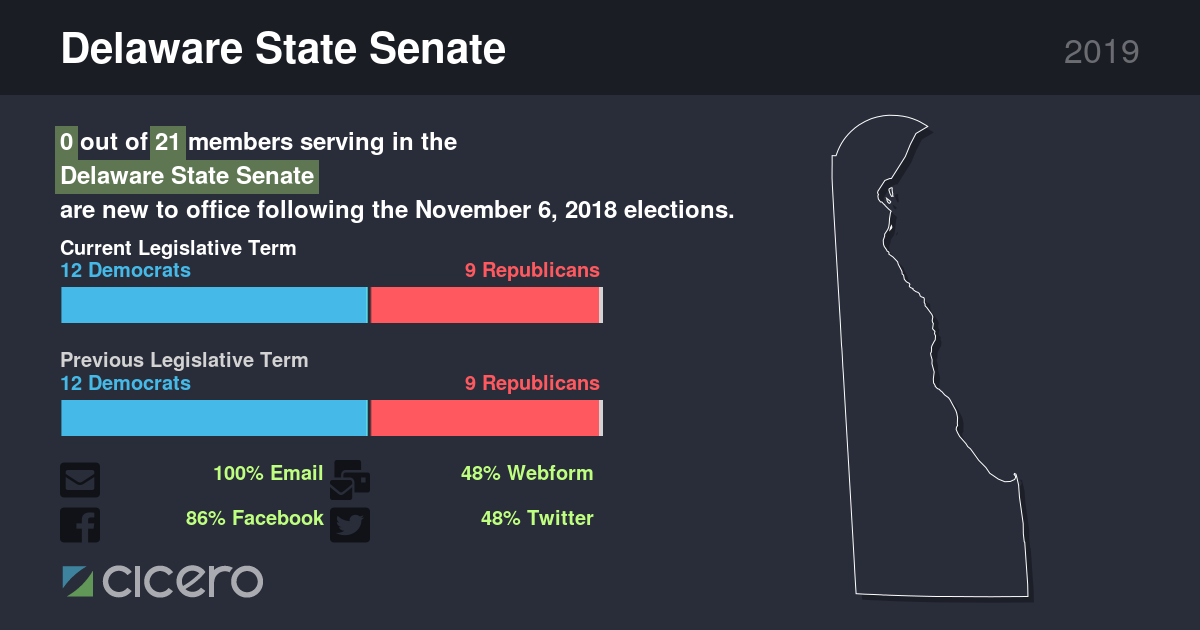 Delaware State Senate
2019
0 out of 21 members serving in the
Delaware State Senate
are new to office following the November 6, 2018 elections.
Current Legislative Term
12 Democrats 9 Republicans
Previous Legislative Term
12 Democrats 9 Republicans
100% Email 48% Webform
86% Facebook 48% Twitter
cicero